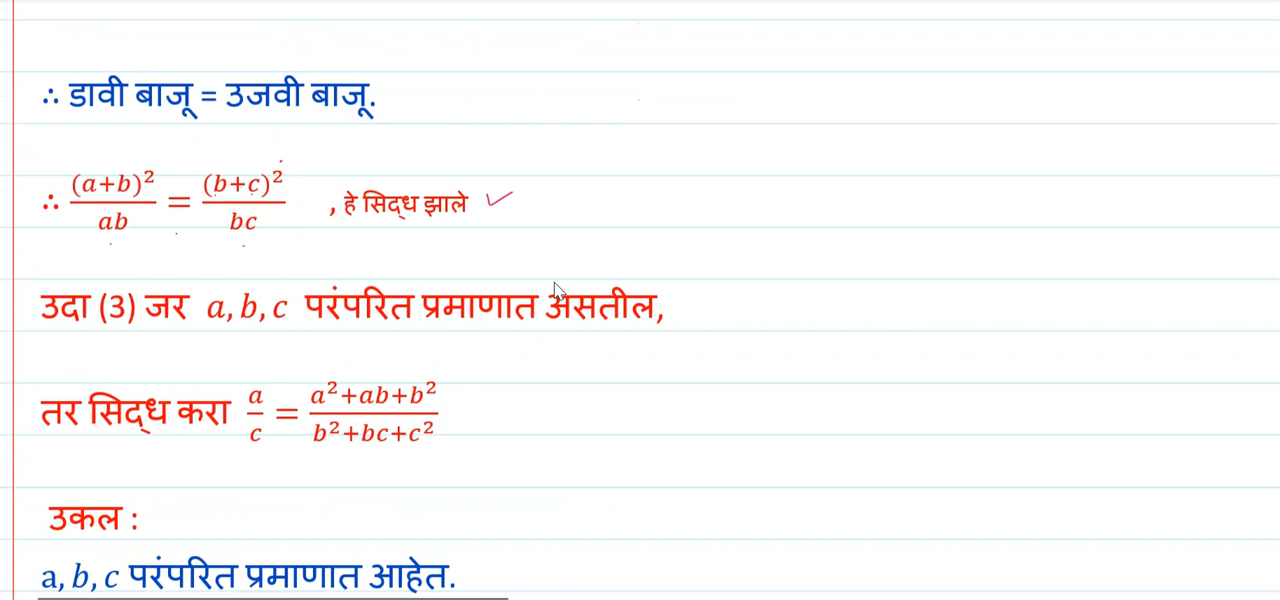 ∴ डावी बाजू = उजवी बाजू.
∴ (a+b)²/ab = (b+c)²/bc , हे सिद्ध झाले ✓
उदा (3) जर a, b, c परंपरित प्रमाणात असतील,
तर सिद्ध करा a/c = a²+ab+b²/b²+bc+c²
उकल :
a, b, c परंपरित प्रमाणात आहेत.